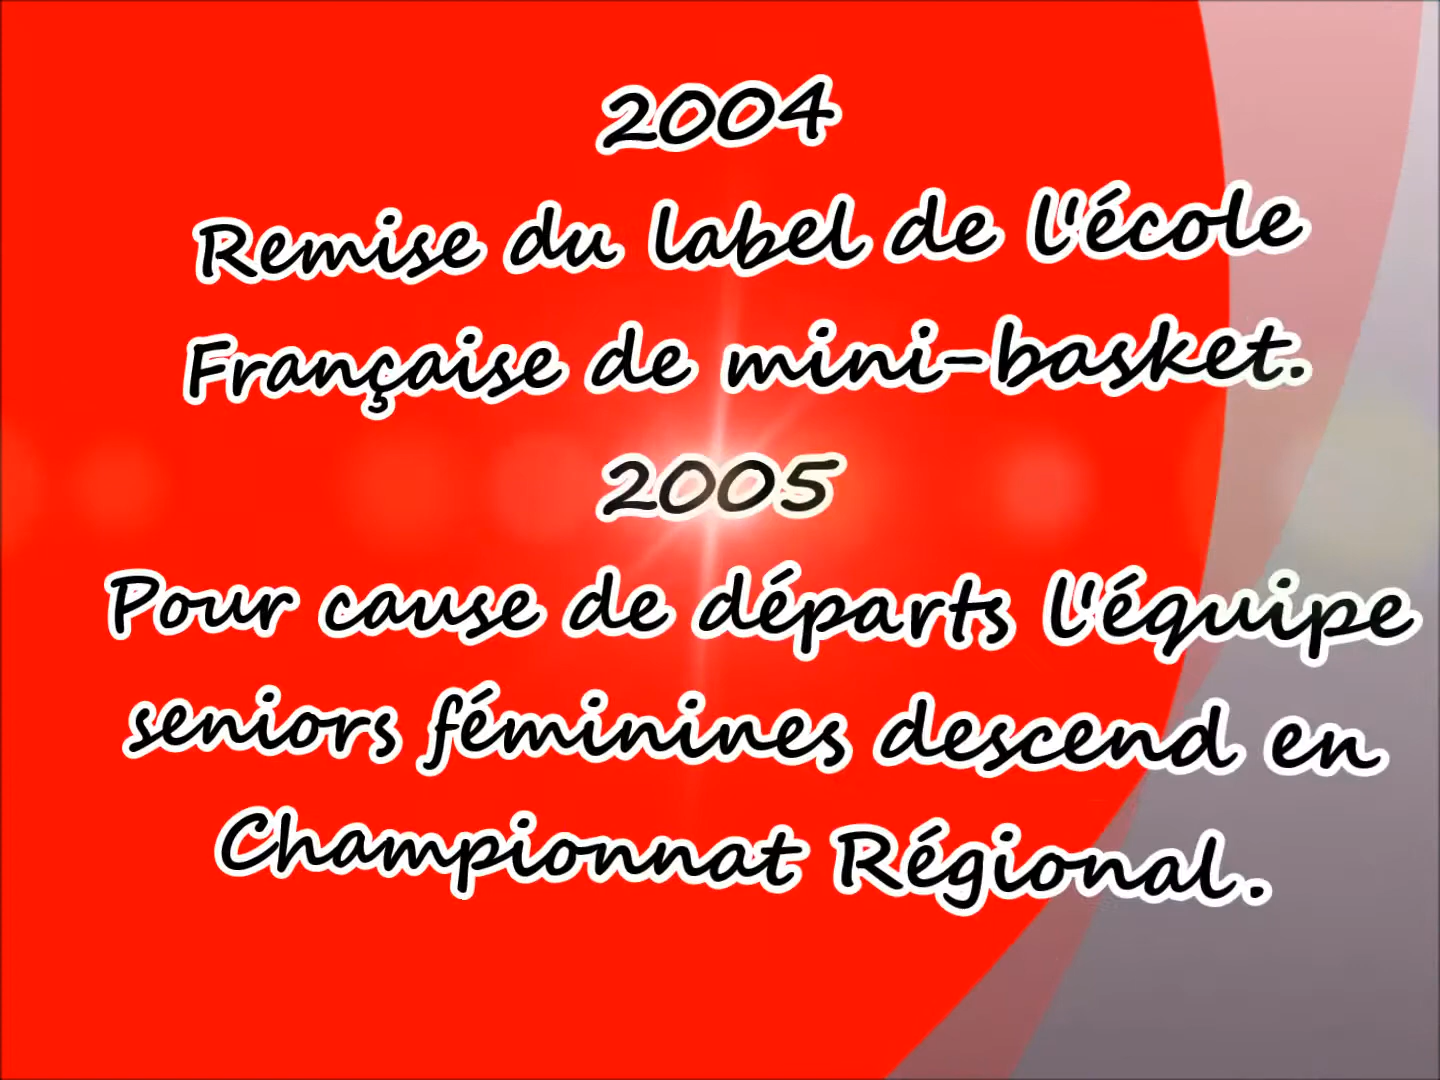 2004
Remise du label de l'école
Française de mini-basket.
2005
Pour cause de départs l'équipe
seniors féminines descend en
Championnat Régional.